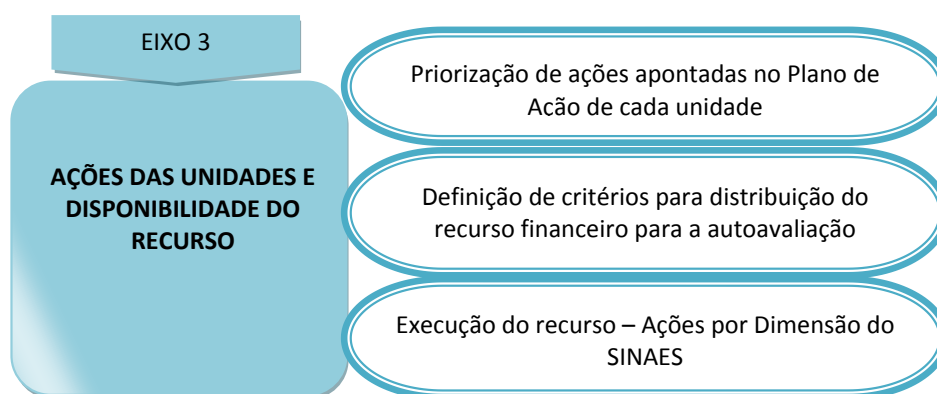 EIXO 3
AÇÕES DAS UNIDADES E
DISPONIBILIDADE DO
RECURSO
Priorização de ações apontadas no Plano de
Ação de cada unidade
Definição de critérios para distribuição do
recurso financeiro para a autoavaliação
Execução do recurso – Ações por Dimensão do
SINAES